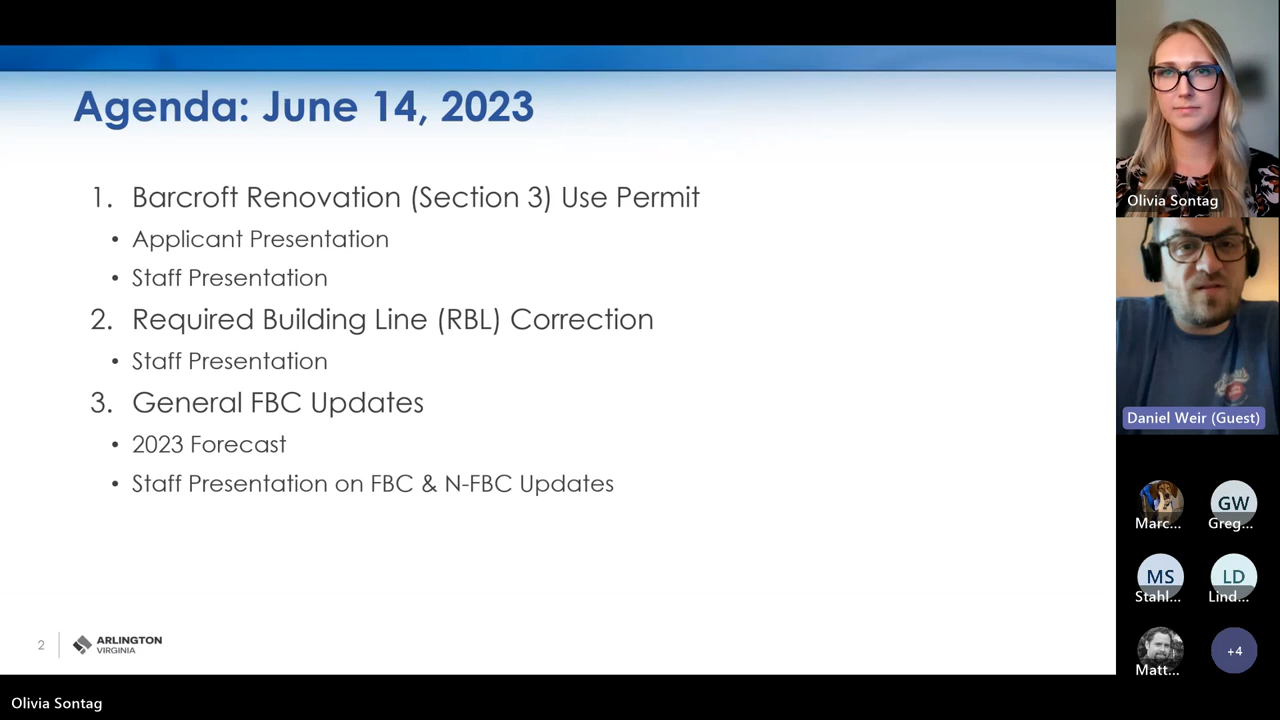 Agenda: June 14, 2023
1. Barcroft Renovation (Section 3) Use Permit
• Applicant Presentation
• Staff Presentation
2. Required Building Line (RBL) Correction
• Staff Presentation
3. General FBC Updates
• 2023 Forecast
• Staff Presentation on FBC & N-FBC Updates
2
ARLINGTON
VIRGINIA
Olivia Sontag
Olivia Sontag
Daniel Weir (Guest)
Marc...
GW
Greg...
MS
Stahl...
LD
Lind...
Matt...
+4